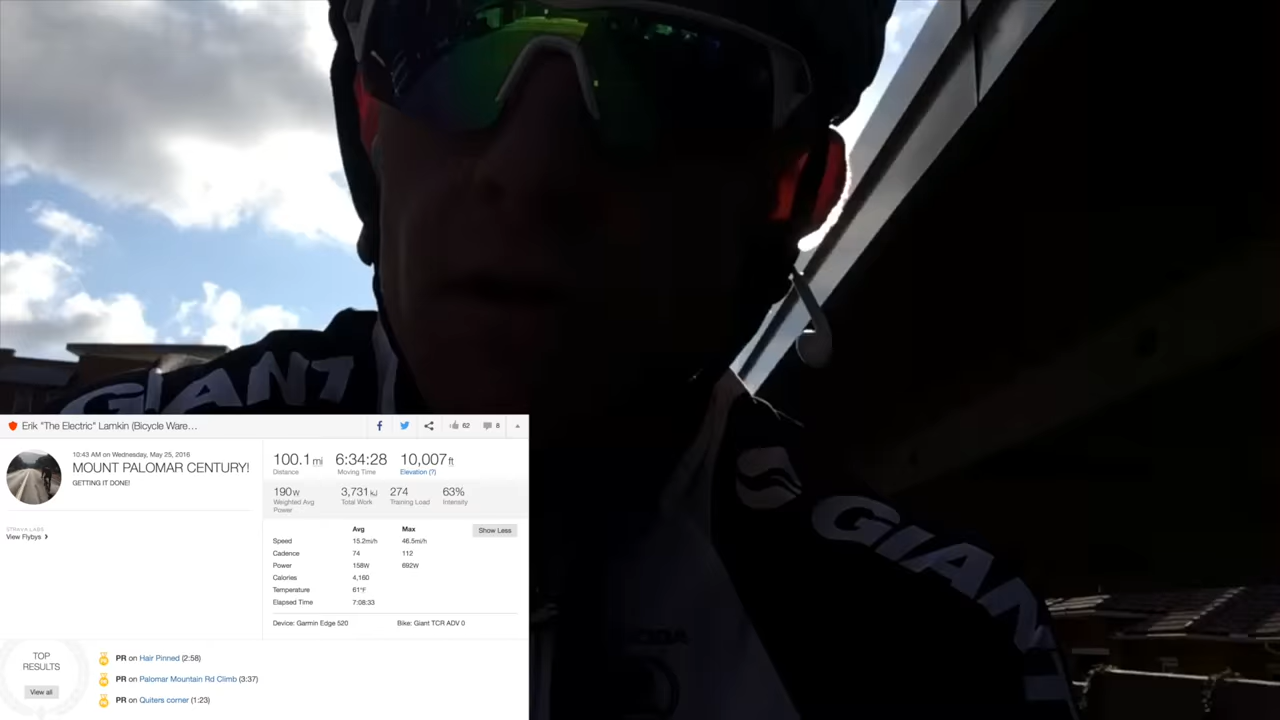 GIANT
GIANT
Erik "The Electric" Lamkin (Bicycle Ware…
62
8
10:43 AM on Wednesday, May 25, 2016
MOUNT PALOMAR CENTURY!
GETTING IT DONE!
STRAVA LABS
View Flybys
100.1mi 6:34:28 10,007ft
Distance Moving Time Elevation (?)
190W 3,731kJ 274 63%
Weighted Avg Power Total Work Training Load Intensity
Avg Max
Show Less
Speed 15.2mi/h 46.5mi/h
Cadence 74 112
Power 158W 692W
Calories 4,160
Temperature 61°F
Elapsed Time 7:08:33
Device: Garmin Edge 520 Bike: Giant TCR ADV 0
TOP
RESULTS
View all
PR on Hair Pinned (2:58)
PR on Palomar Mountain Rd Climb (3:37)
PR on Quiters corner (1:23)